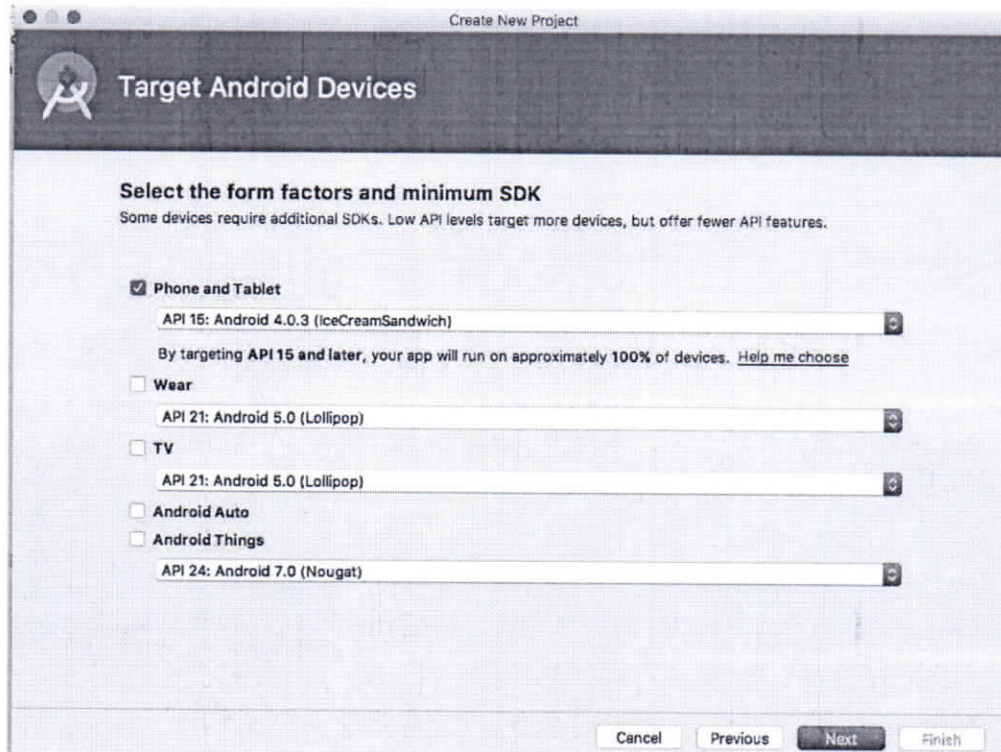 Create New Project
Target Android Devices
Select the form factors and minimum SDK
Some devices require additional SDKs. Low API levels target more devices, but offer fewer API features.
Phone and Tablet
API 15: Android 4.0.3 (IceCreamSandwich)
By targeting API 15 and later, your app will run on approximately 100% of devices. Help me choose
Wear
API 21: Android 5.0 (Lollipop)
TV
API 21: Android 5.0 (Lollipop)
Android Auto
Android Things
API 24: Android 7.0 (Nougat)
Cancel Previous Next Finish